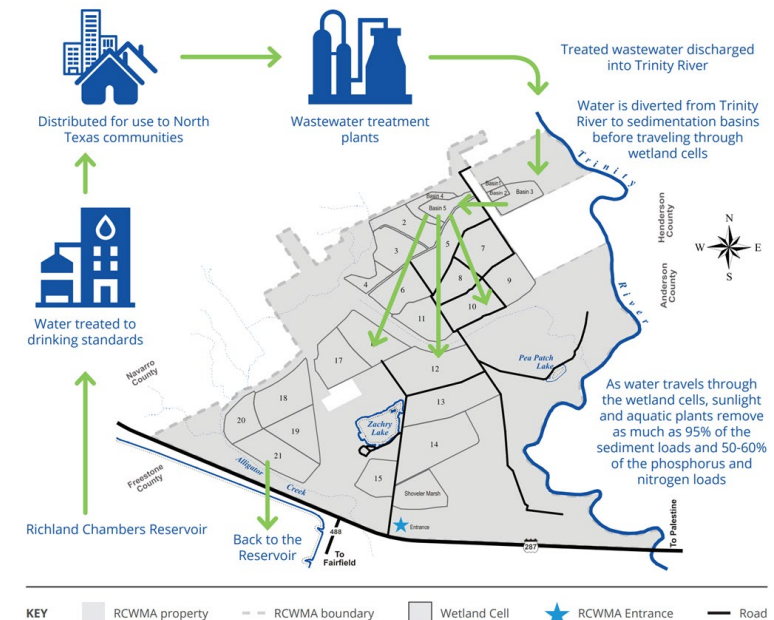 Treated wastewater discharged
into Trinity River
Distributed for use to North
Texas communities
Wastewater treatment
plants
Water is diverted from Trinity
River to sedimentation basins
before traveling through
wetland cells
Trinity
River
Henderson
County
Anderson
County
N
W
E
S
Basin 1
Basin 2
Basin 3
Basin 4
Basin 5
2
3
4
5
6
7
8
9
10
11
12
13
14
15
17
18
19
20
21
Water treated to
drinking standards
Navarro
County
Freestone
County
Pea Patch
Lake
Zachry
Lake
Alligator
Creek
Shoveler Marsh
Entrance
As water travels through
the wetland cells, sunlight
and aquatic plants remove
as much as 95% of the
sediment loads and 50-60%
of the phosphorus and
nitrogen loads
Richland Chambers Reservoir
Back to the
Reservoir
488
To
Fairfield
287
To Palestine
KEY
RCWMA property
RCWMA boundary
Wetland Cell
RCWMA Entrance
Road